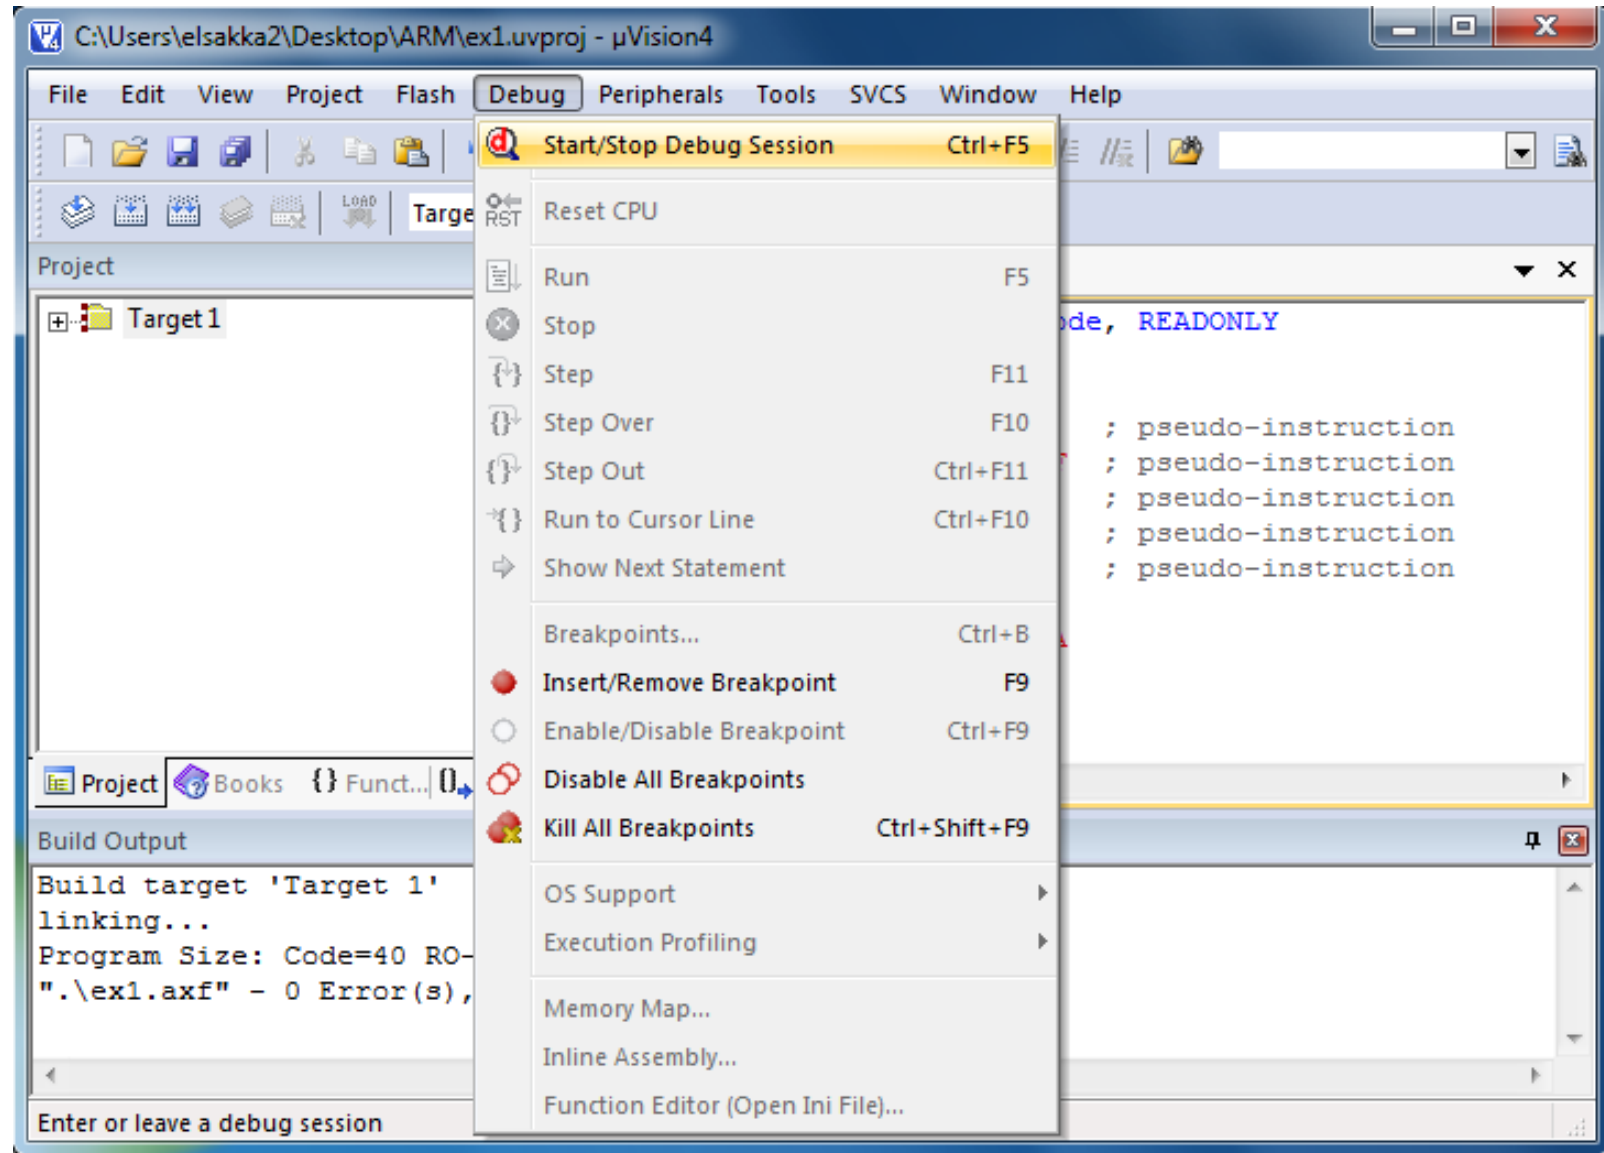 C:\Users\elsakka2\Desktop\ARM\ex1.uvproj - µVision4
File Edit View Project Flash Debug Peripherals Tools SVCS Window Help
Start/Stop Debug Session Ctrl+F5
LOAD
Targe
RST Reset CPU
Project
Run F5
Target 1
, READONLY
Stop
Step F11
Step Over F10
; pseudo-instruction
; pseudo-instruction
Step Out Ctrl+F11
; pseudo-instruction
Run to Cursor Line Ctrl+F10
; pseudo-instruction
Show Next Statement
; pseudo-instruction
Breakpoints... Ctrl+B
Insert/Remove Breakpoint F9
Enable/Disable Breakpoint Ctrl+F9
Project Books {} Funct... 
Disable All Breakpoints
Kill All Breakpoints Ctrl+Shift+F9
Build Output
Build target 'Target 1'
OS Support
linking...
Execution Profiling
Program Size: Code=40 RO-
".\ex1.axf" - 0 Error(s),
Memory Map...
Inline Assembly...
Function Editor (Open Ini File)...
Enter or leave a debug session